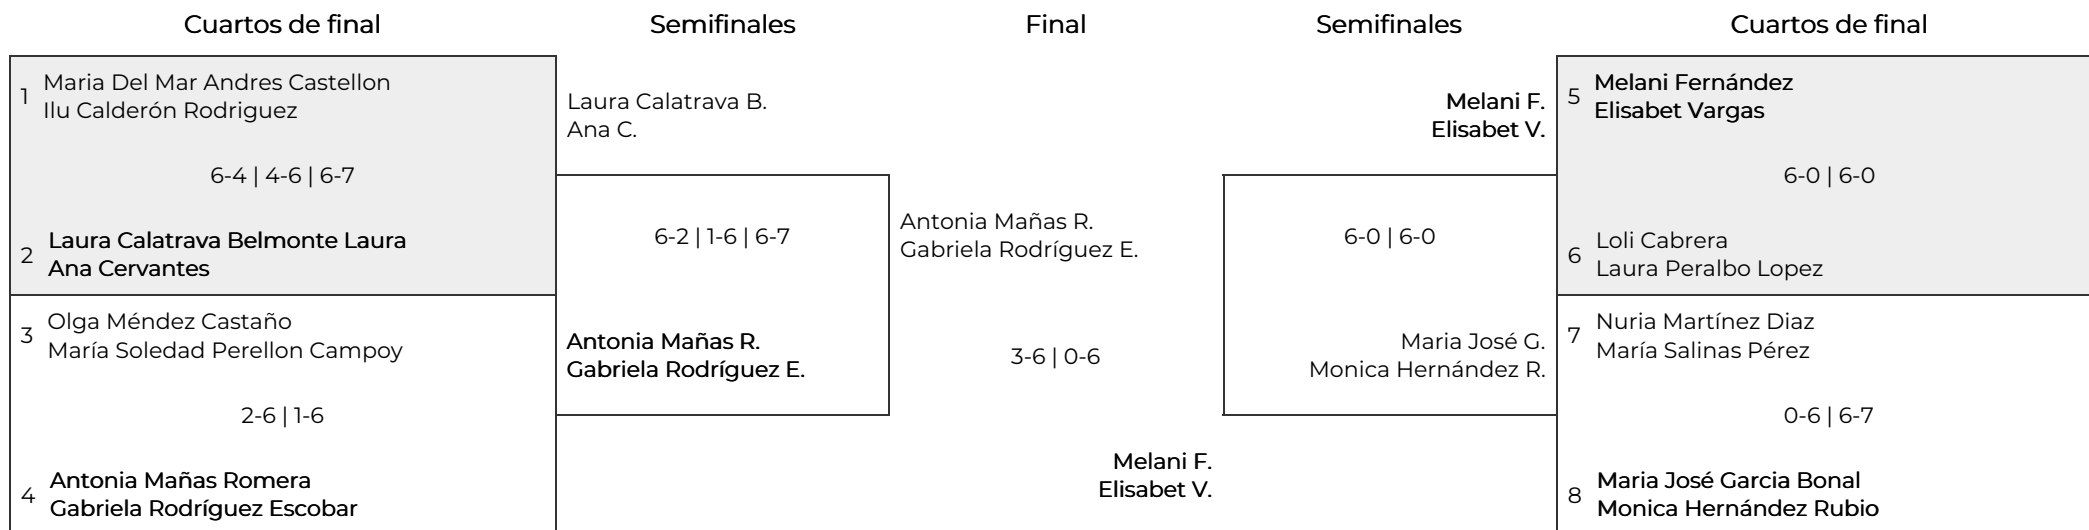 Cuartos de final
Semifinales
Final
Semifinales
Cuartos de final
1
Maria Del Mar Andres Castellon
Ilu Calderón Rodriguez
6-4 | 4-6 | 6-7
2
Laura Calatrava Belmonte Laura
Ana Cervantes
3
Olga Méndez Castaño
María Soledad Perellon Campoy
2-6 | 1-6
4
Antonia Mañas Romera
Gabriela Rodríguez Escobar
Laura Calatrava B.
Ana C.
6-2 | 1-6 | 6-7
Antonia Mañas R.
Gabriela Rodríguez E.
Antonia Mañas R.
Gabriela Rodríguez E.
3-6 | 0-6
Melani F.
Elisabet V.
Melani F.
Elisabet V.
6-0 | 6-0
Maria José G.
Monica Hernández R.
5
Melani Fernández
Elisabet Vargas
6-0 | 6-0
6
Loli Cabrera
Laura Peralbo Lopez
7
Nuria Martínez Diaz
María Salinas Pérez
0-6 | 6-7
8
Maria José Garcia Bonal
Monica Hernández Rubio